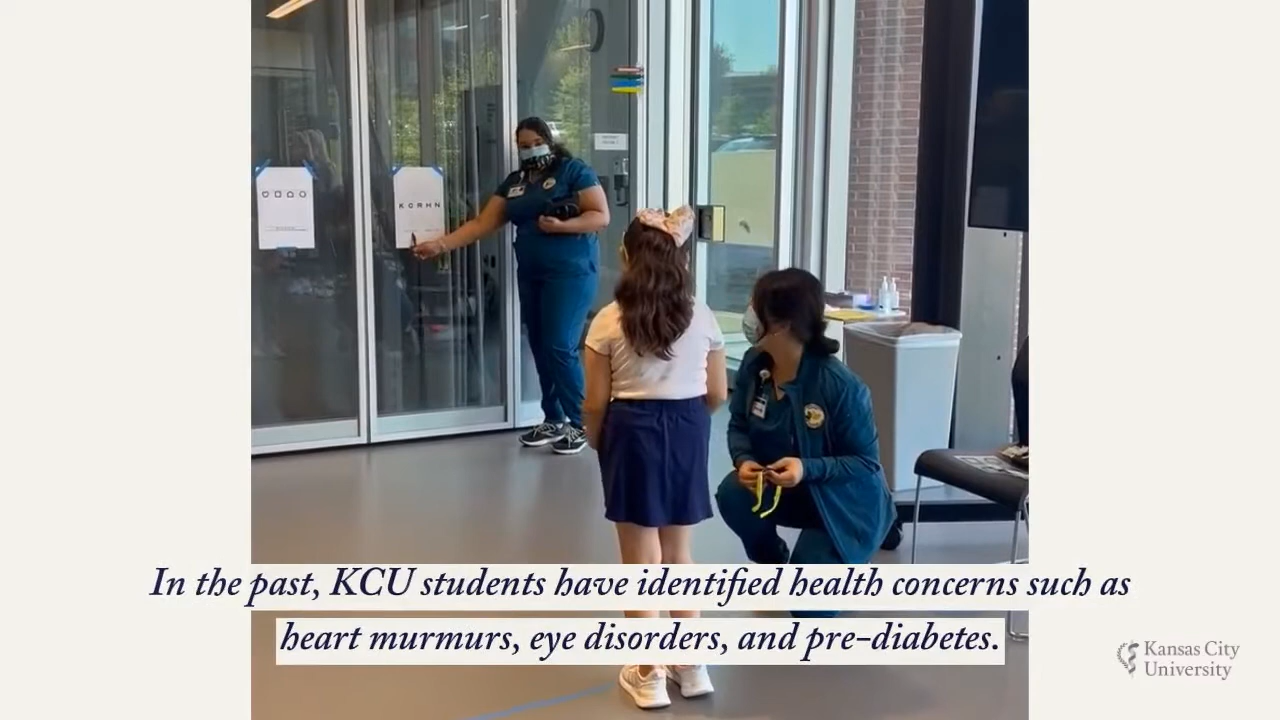 K C R H N
In the past, KCU students have identified health concerns such as
heart murmurs, eye disorders, and pre-diabetes.
Kansas City
University